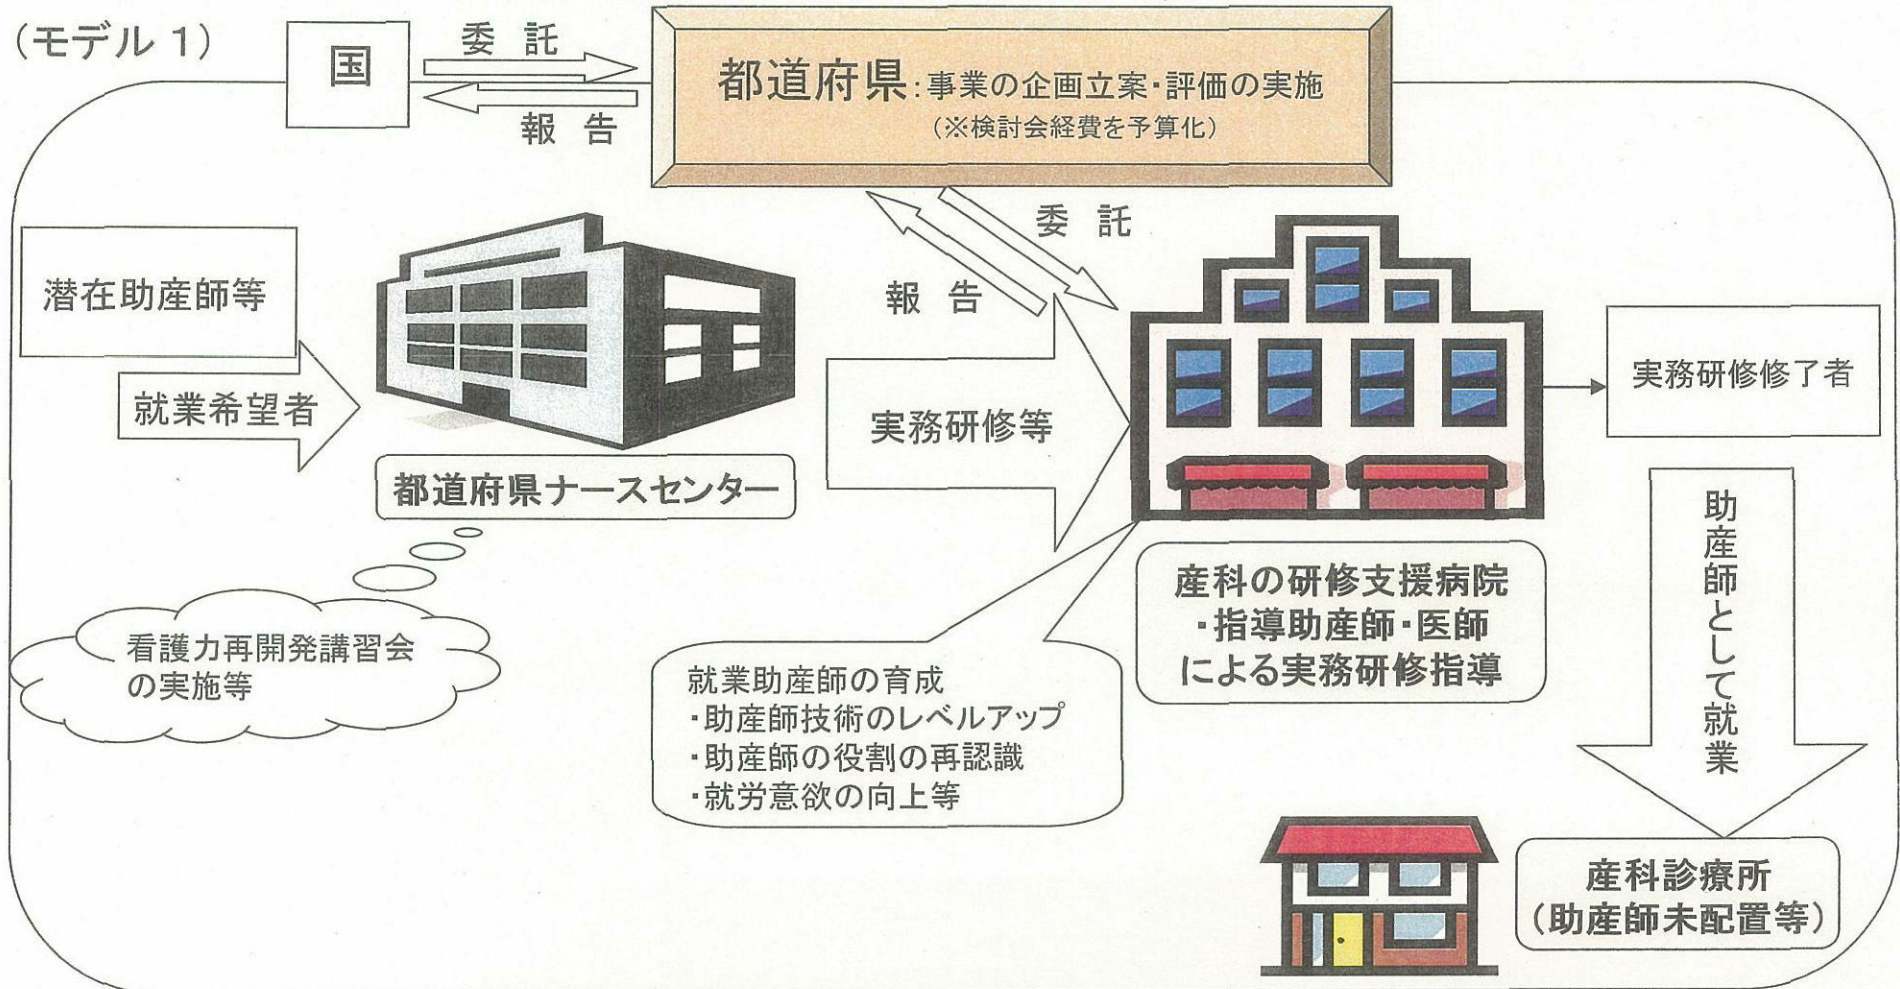 (モデル 1)
国
委 託
報 告
都道府県:事業の企画立案・評価の実施
(※検討会経費を予算化)
潜在助産師等
就業希望者
都道府県ナースセンター
看護力再開発講習会
の実施等
委 託
報 告
実務研修等
産科の研修支援病院
・指導助産師・医師
による実務研修指導
就業助産師の育成
・助産師技術のレベルアップ
・助産師の役割の再認識
・就労意欲の向上等
実務研修修了者
助産師として就業
産科診療所
(助産師未配置等)